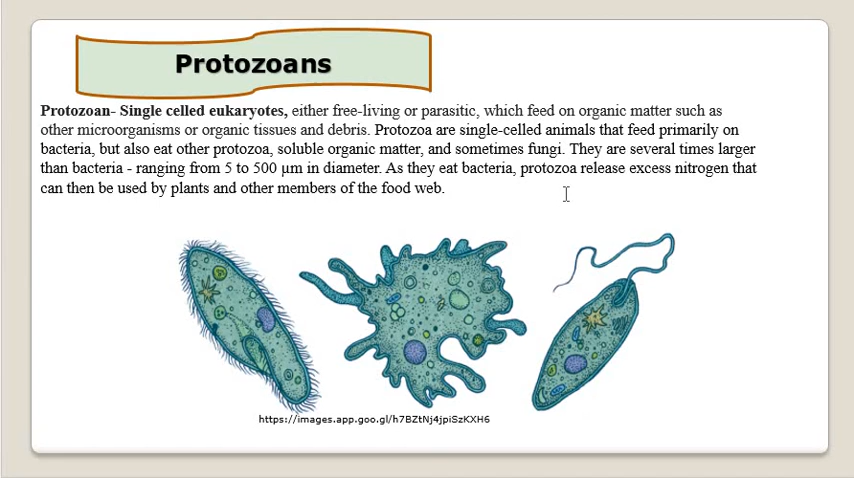 Protozoans
Protozoan- Single celled eukaryotes, either free-living or parasitic, which feed on organic matter such as
other microorganisms or organic tissues and debris. Protozoa are single-celled animals that feed primarily on
bacteria, but also eat other protozoa, soluble organic matter, and sometimes fungi. They are several times larger
than bacteria - ranging from 5 to 500 µm in diameter. As they eat bacteria, protozoa release excess nitrogen that
can then be used by plants and other members of the food web.
https://images.app.goo.gl/h7BZtNj4jpiSzKXH6